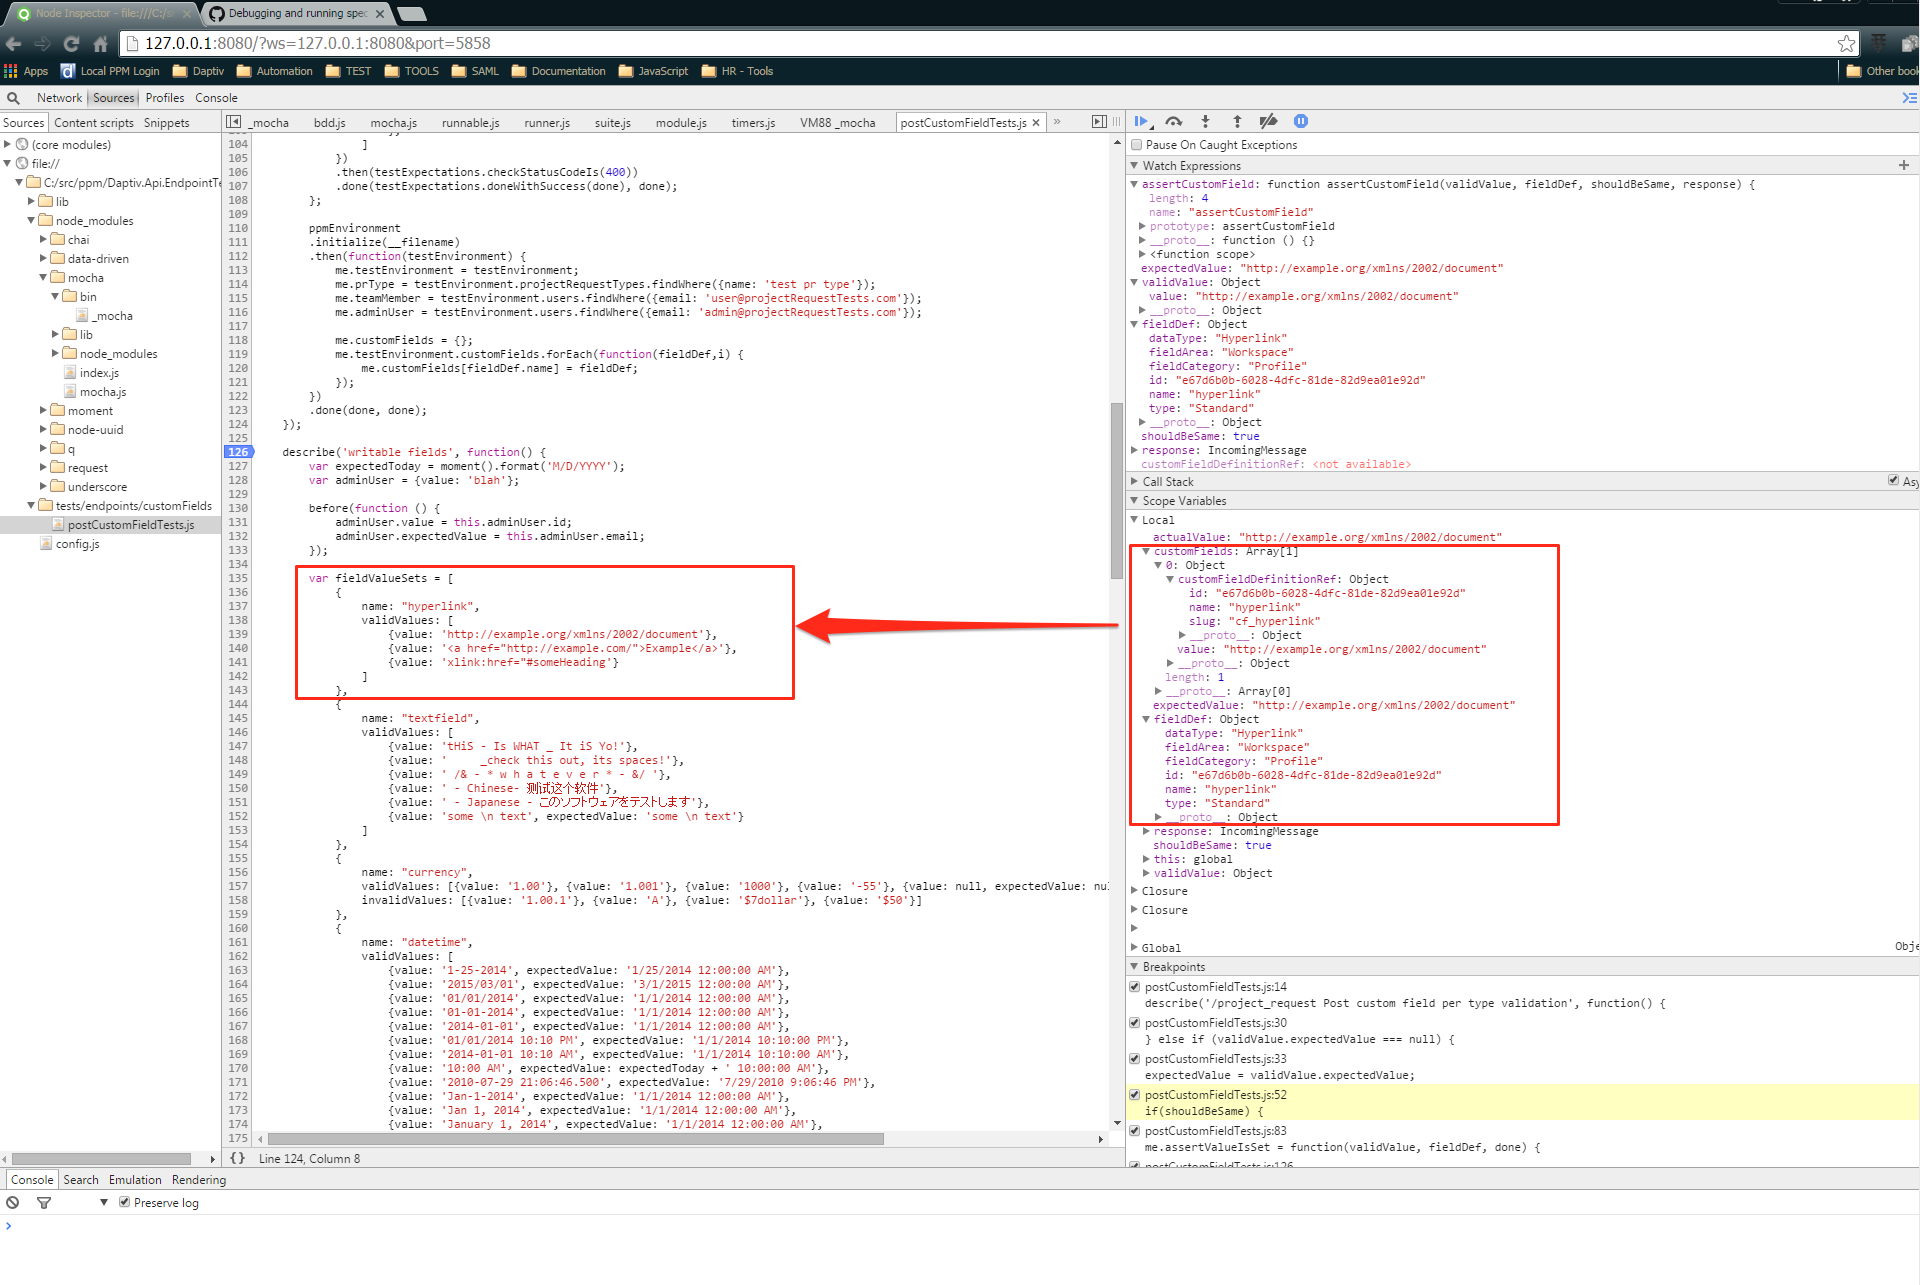 Node Inspector - file:///C:/s
Debugging and running spec
127.0.0.1:8080/?ws=127.0.0.1:8080&port=5858
Apps Local PPM Login Daptiv Automation TEST TOOLS SAML Documentation JavaScript HR - Tools Other book
Network Sources Profiles Console
Sources Content scripts Snippets
(core modules)
file://
C:/src/ppm/Daptiv.Api.EndpointTe
lib
node_modules
chai
data-driven
mocha
bin
_mocha
lib
node_modules
index.js
mocha.js
moment
node-uuid
q
request
underscore
tests/endpoints/customFields
postCustomFieldTests.js
config.js
_mocha bdd.js mocha.js runnable.js runner.js suite.js module.js timers.js VM88 _mocha postCustomFieldTests.js × »
104 ]
105 })
106 .then(testExpectations.checkStatusCodeIs(400))
107 .done(testExpectations.doneWithSuccess(done), done);
108 };
109
110 ppmEnvironment
111 .initialize(__filename)
112 .then(function(testEnvironment) {
113 me.testEnvironment = testEnvironment;
114 me.prType = testEnvironment.projectRequestTypes.findWhere({name: 'test pr type'});
115 me.teamMember = testEnvironment.users.findWhere({email: 'user@projectRequestTests.com'});
116 me.adminUser = testEnvironment.users.findWhere({email: 'admin@projectRequestTests.com'});
117
118 me.customFields = {};
119 me.testEnvironment.customFields.forEach(function(fieldDef,i) {
120 me.customFields[fieldDef.name] = fieldDef;
121 });
122 })
123 .done(done, done);
124 });
125
126 describe('writable fields', function() {
127 var expectedToday = moment().format('M/D/YYYY');
128 var adminUser = {value: 'blah'};
129
130 before(function () {
131 adminUser.value = this.adminUser.id;
132 adminUser.expectedValue = this.adminUser.email;
133 });
134
135 var fieldValueSets = [
136 {
137 name: "hyperlink",
138 validValues: [
139 {value: 'http://example.org/xmlns/2002/document'},
140 {value: '<a href="http://example.com/">Example</a>'},
141 {value: 'xlink:href="#someHeading'}
142 ]
143 },
144 {
145 name: "textfield",
146 validValues: [
147 {value: 'tHiS - Is WHAT _ It iS Yo!'},
148 {value: '     _check this out, its spaces!'},
149 {value: ' /& - * w h a t e v e r * - &/ '},
150 {value: ' - Chinese- 测试这个软件'},
151 {value: ' - Japanese - このソフトウェアをテストします'},
152 {value: 'some \n text', expectedValue: 'some \n text'}
153 ]
154 },
155 {
156 name: "currency",
157 validValues: [{value: '1.00'}, {value: '1.001'}, {value: '1000'}, {value: '-55'}, {value: null, expectedValue: nu
158 invalidValues: [{value: '1.00.1'}, {value: 'A'}, {value: '$7dollar'}, {value: '$50'}]
159 },
160 {
161 name: "datetime",
162 validValues: [
163 {value: '1-25-2014', expectedValue: '1/25/2014 12:00:00 AM'},
164 {value: '2015/03/01', expectedValue: '3/1/2015 12:00:00 AM'},
165 {value: '01/01/2014', expectedValue: '1/1/2014 12:00:00 AM'},
166 {value: '01-01-2014', expectedValue: '1/1/2014 12:00:00 AM'},
167 {value: '2014-01-01', expectedValue: '1/1/2014 12:00:00 AM'},
168 {value: '01/01/2014 10:10 PM', expectedValue: '1/1/2014 10:10:00 PM'},
169 {value: '2014-01-01 10:10 AM', expectedValue: '1/1/2014 10:10:00 AM'},
170 {value: '10:00 AM', expectedValue: expectedToday + ' 10:00:00 AM'},
171 {value: '2010-07-29 21:06:46.500', expectedValue: '7/29/2010 9:06:46 PM'},
172 {value: 'Jan-1-2014', expectedValue: '1/1/2014 12:00:00 AM'},
173 {value: 'Jan 1, 2014', expectedValue: '1/1/2014 12:00:00 AM'},
174 {value: 'January 1, 2014', expectedValue: '1/1/2014 12:00:00 AM'},
175
{} Line 124, Column 8
Pause On Caught Exceptions
Watch Expressions
assertCustomField: function assertCustomField(validValue, fieldDef, shouldBeSame, response) {
length: 4
name: "assertCustomField"
prototype: assertCustomField
__proto__: function () {}
<function scope>
expectedValue: "http://example.org/xmlns/2002/document"
validValue: Object
value: "http://example.org/xmlns/2002/document"
__proto__: Object
fieldDef: Object
dataType: "Hyperlink"
fieldArea: "Workspace"
fieldCategory: "Profile"
id: "e67d6b0b-6028-4dfc-81de-82d9ea01e92d"
name: "hyperlink"
type: "Standard"
__proto__: Object
shouldBeSame: true
response: IncomingMessage
customFieldDefinitionRef: <not available>
Call Stack Asy
Scope Variables
Local
actualValue: "http://example.org/xmlns/2002/document"
customFields: Array[1]
0: Object
customFieldDefinitionRef: Object
id: "e67d6b0b-6028-4dfc-81de-82d9ea01e92d"
name: "hyperlink"
slug: "cf_hyperlink"
__proto__: Object
value: "http://example.org/xmlns/2002/document"
__proto__: Object
length: 1
__proto__: Array[0]
expectedValue: "http://example.org/xmlns/2002/document"
fieldDef: Object
dataType: "Hyperlink"
fieldArea: "Workspace"
fieldCategory: "Profile"
id: "e67d6b0b-6028-4dfc-81de-82d9ea01e92d"
name: "hyperlink"
type: "Standard"
__proto__: Object
response: IncomingMessage
shouldBeSame: true
this: global
validValue: Object
Closure
Closure
Global Obje
Breakpoints
postCustomFieldTests.js:14
describe('/project_request Post custom field per type validation', function() {
postCustomFieldTests.js:30
} else if (validValue.expectedValue === null) {
postCustomFieldTests.js:33
expectedValue = validValue.expectedValue;
postCustomFieldTests.js:52
if(shouldBeSame) {
postCustomFieldTests.js:83
me.assertValueIsSet = function(validValue, fieldDef, done) {
postCustomFieldTests.js:126
Console Search Emulation Rendering
Preserve log
>